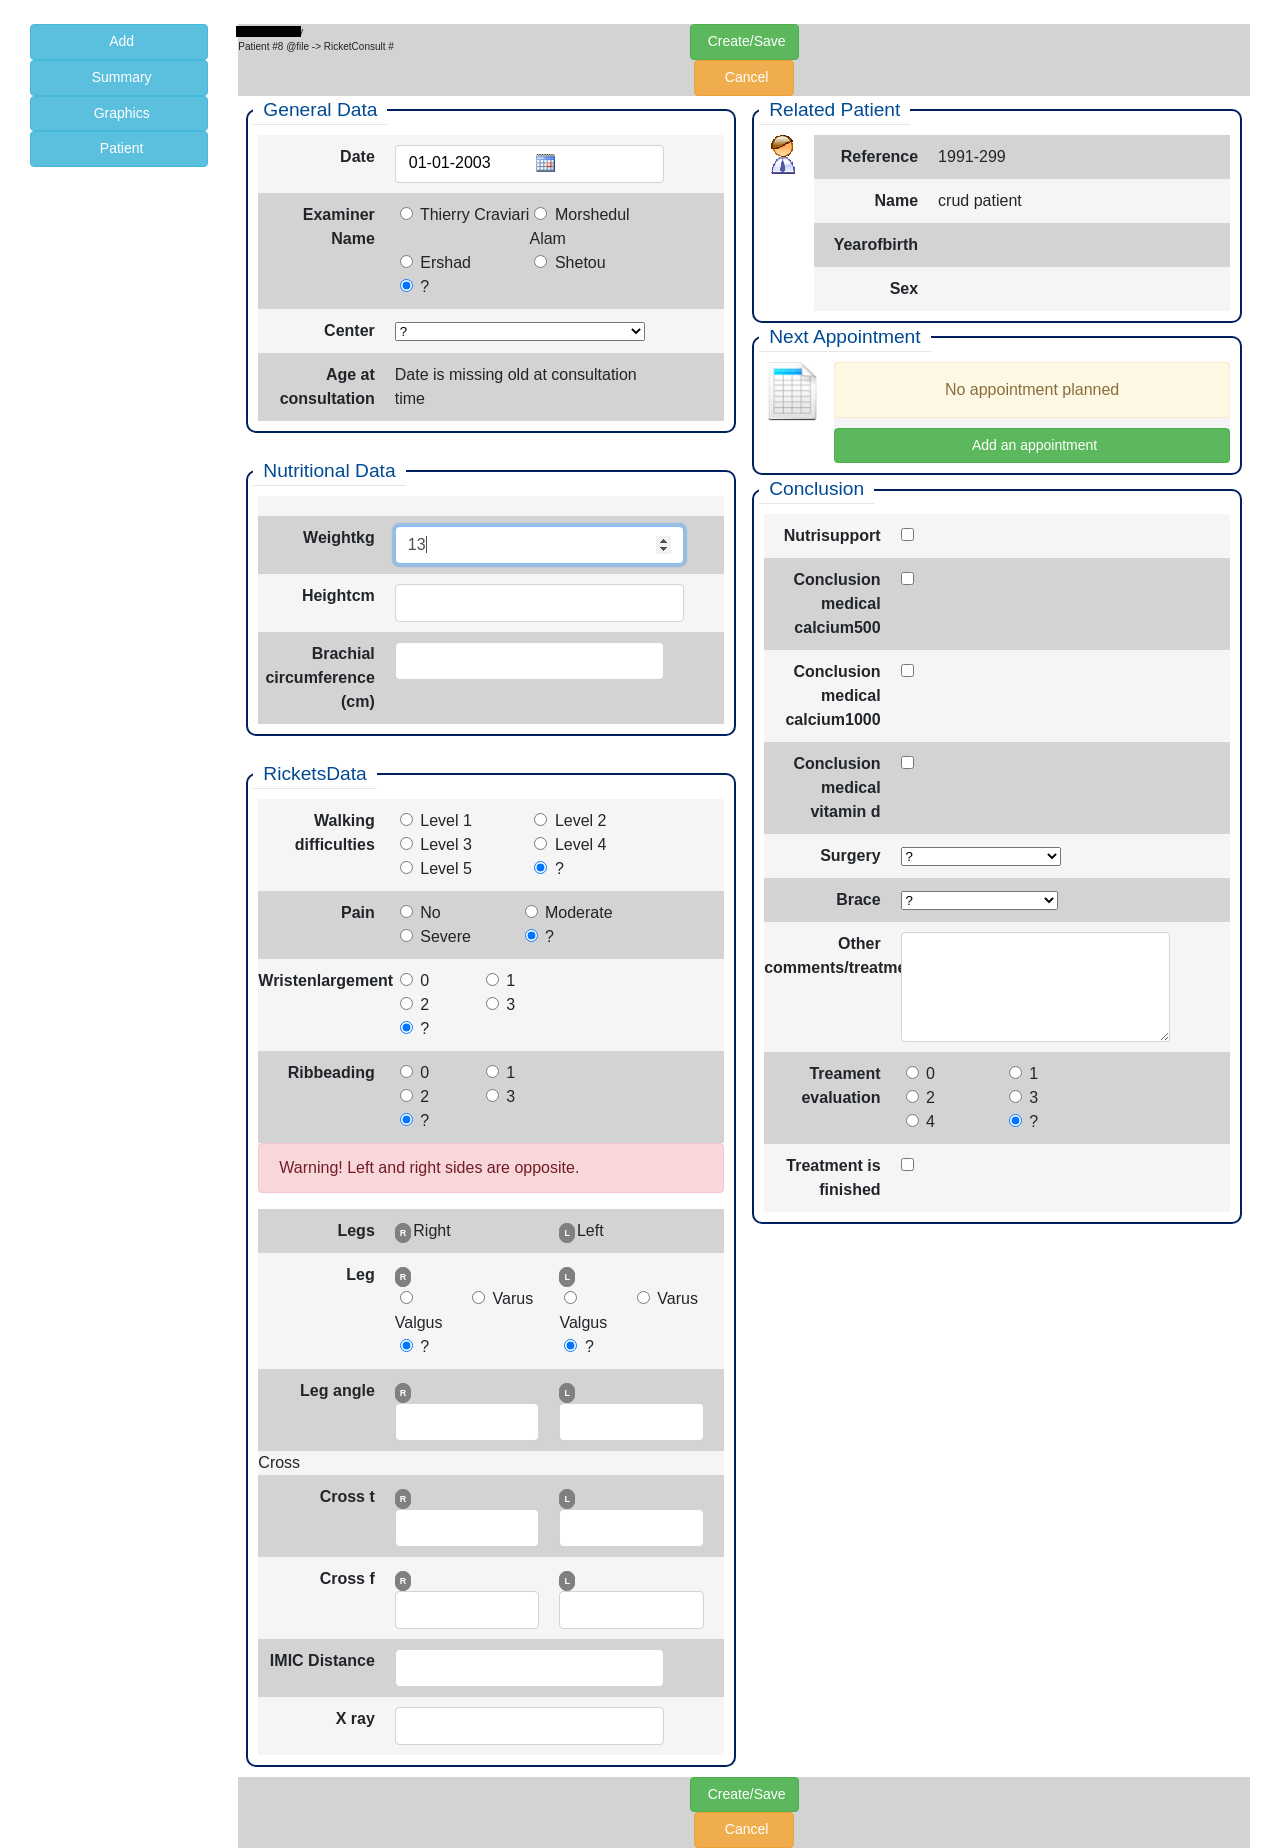 Add
Summary
Graphics
Patient
Patient #8 @file -> RicketConsult #
Create/Save
Cancel
General Data
Date 01-01-2003
Examiner Name
Thierry Craviari Morshedul Alam
Ershad Shetou
?
Center ?
Age at consultation
Date is missing old at consultation time
Nutritional Data
Weightkg 13
Heightcm
Brachial circumference (cm)
RicketsData
Walking difficulties
Level 1 Level 2
Level 3 Level 4
Level 5 ?
Pain
No Moderate
Severe ?
Wristenlargement
0 1
2 3
?
Ribbeading
0 1
2 3
?
Warning! Left and right sides are opposite.
Legs R Right L Left
Leg R L
Valgus Varus Valgus Varus
? ?
Leg angle R L
Cross
Cross t R L
Cross f R L
IMIC Distance
X ray
Related Patient
Reference 1991-299
Name crud patient
Yearofbirth
Sex
Next Appointment
No appointment planned
Add an appointment
Conclusion
Nutrisupport
Conclusion medical calcium500
Conclusion medical calcium1000
Conclusion medical vitamin d
Surgery ?
Brace ?
Other
comments/treatme
Treament evaluation
0 1
2 3
4 ?
Treatment is finished
Create/Save
Cancel